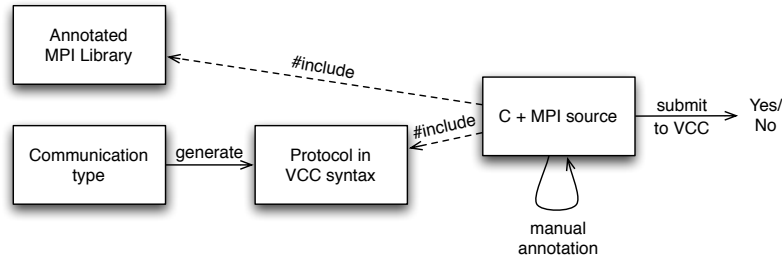 Annotated
MPI Library
#include
C + MPI source
submit
to VCC
Yes/
No
#include
Communication
type
generate
Protocol in
VCC syntax
manual
annotation